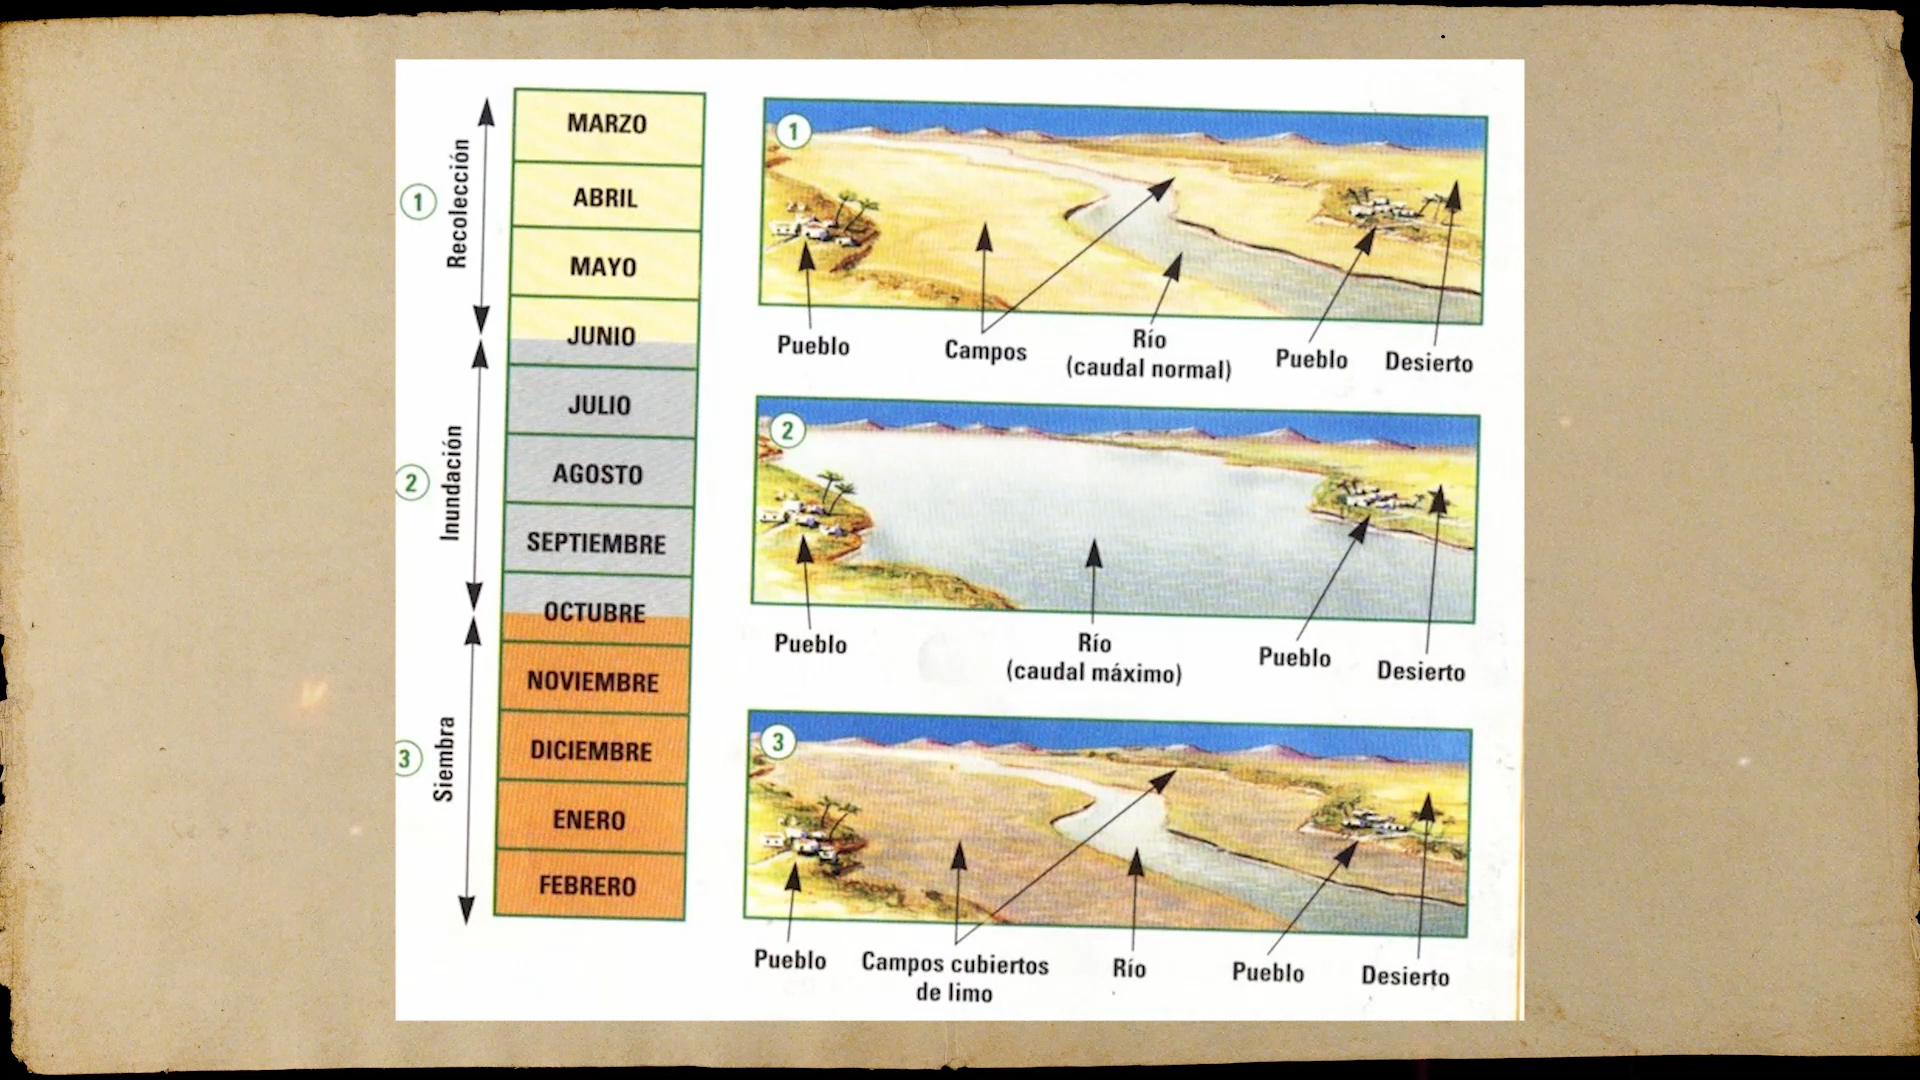 1
Recolección
MARZO
ABRIL
MAYO
JUNIO
2
Inundación
JULIO
AGOSTO
SEPTIEMBRE
OCTUBRE
3
Siembra
NOVIEMBRE
DICIEMBRE
ENERO
FEBRERO
1
Pueblo
Campos
Río
(caudal normal)
Pueblo
Desierto
2
Pueblo
Río
(caudal máximo)
Pueblo
Desierto
3
Pueblo
Campos cubiertos
de limo
Río
Pueblo
Desierto